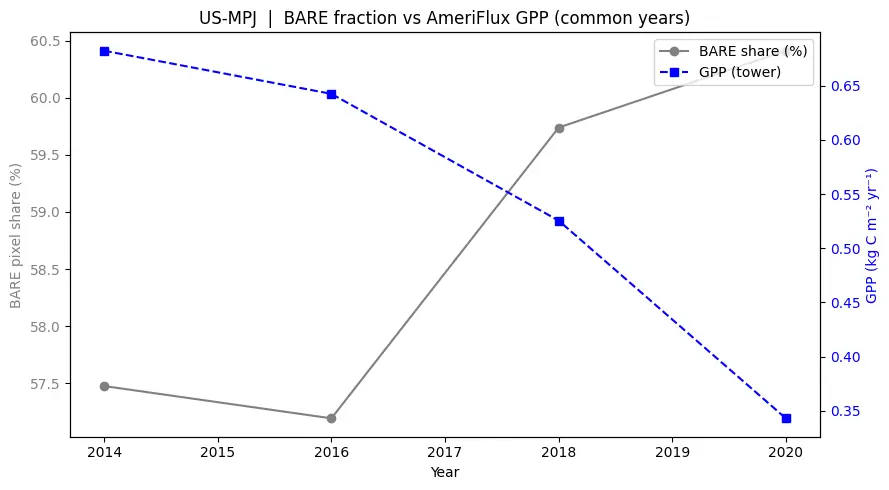 US-MPJ | BARE fraction vs AmeriFlux GPP (common years)
BARE share (%)
GPP (tower)
60.5
60.0
59.5
59.0
58.5
58.0
57.5
BARE pixel share (%)
0.65
0.60
0.55
0.50
0.45
0.40
0.35
GPP (kg C m⁻² yr⁻¹)
2014 2015 2016 2017 2018 2019 2020
Year